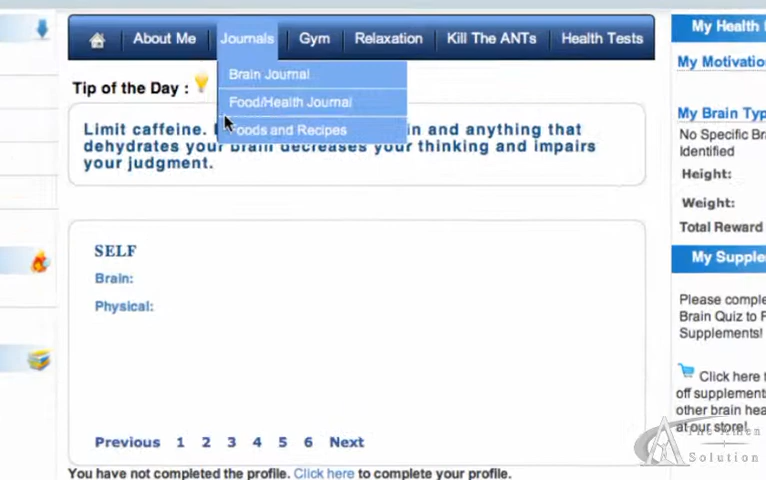 About Me Journals Gym Relaxation Kill The ANTs Health Tests
My Health
Brain Journal
Food/Health Journal
Foods and Recipes
Tip of the Day :
Limit caffeine. in and anything that
dehydrates your brain decreases your thinking and impairs
your judgment.
SELF
Brain:
Physical:
Previous 1 2 3 4 5 6 Next
You have not completed the profile. Click here to complete your profile.
My Motivatio
My Brain Typ
No Specific Bra
Identified
Height:
Weight:
Total Reward
My Supple
Please comple
Brain Quiz to F
Supplements!
Click here
off supplement
other brain hea
at our store!
The Amen
Solution